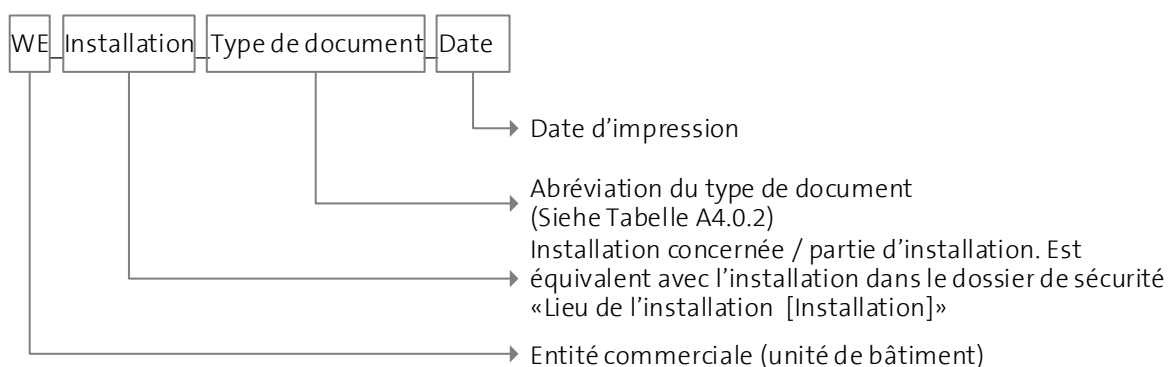 WE_Installation_Type de document_Date
Date d’impression
Abréviation du type de document
(Siehe Tabelle A4.0.2)
Installation concernée / partie d’installation. Est
équivalent avec l’installation dans le dossier de sécurité
«Lieu de l’installation [Installation]»
Entité commerciale (unité de bâtiment)